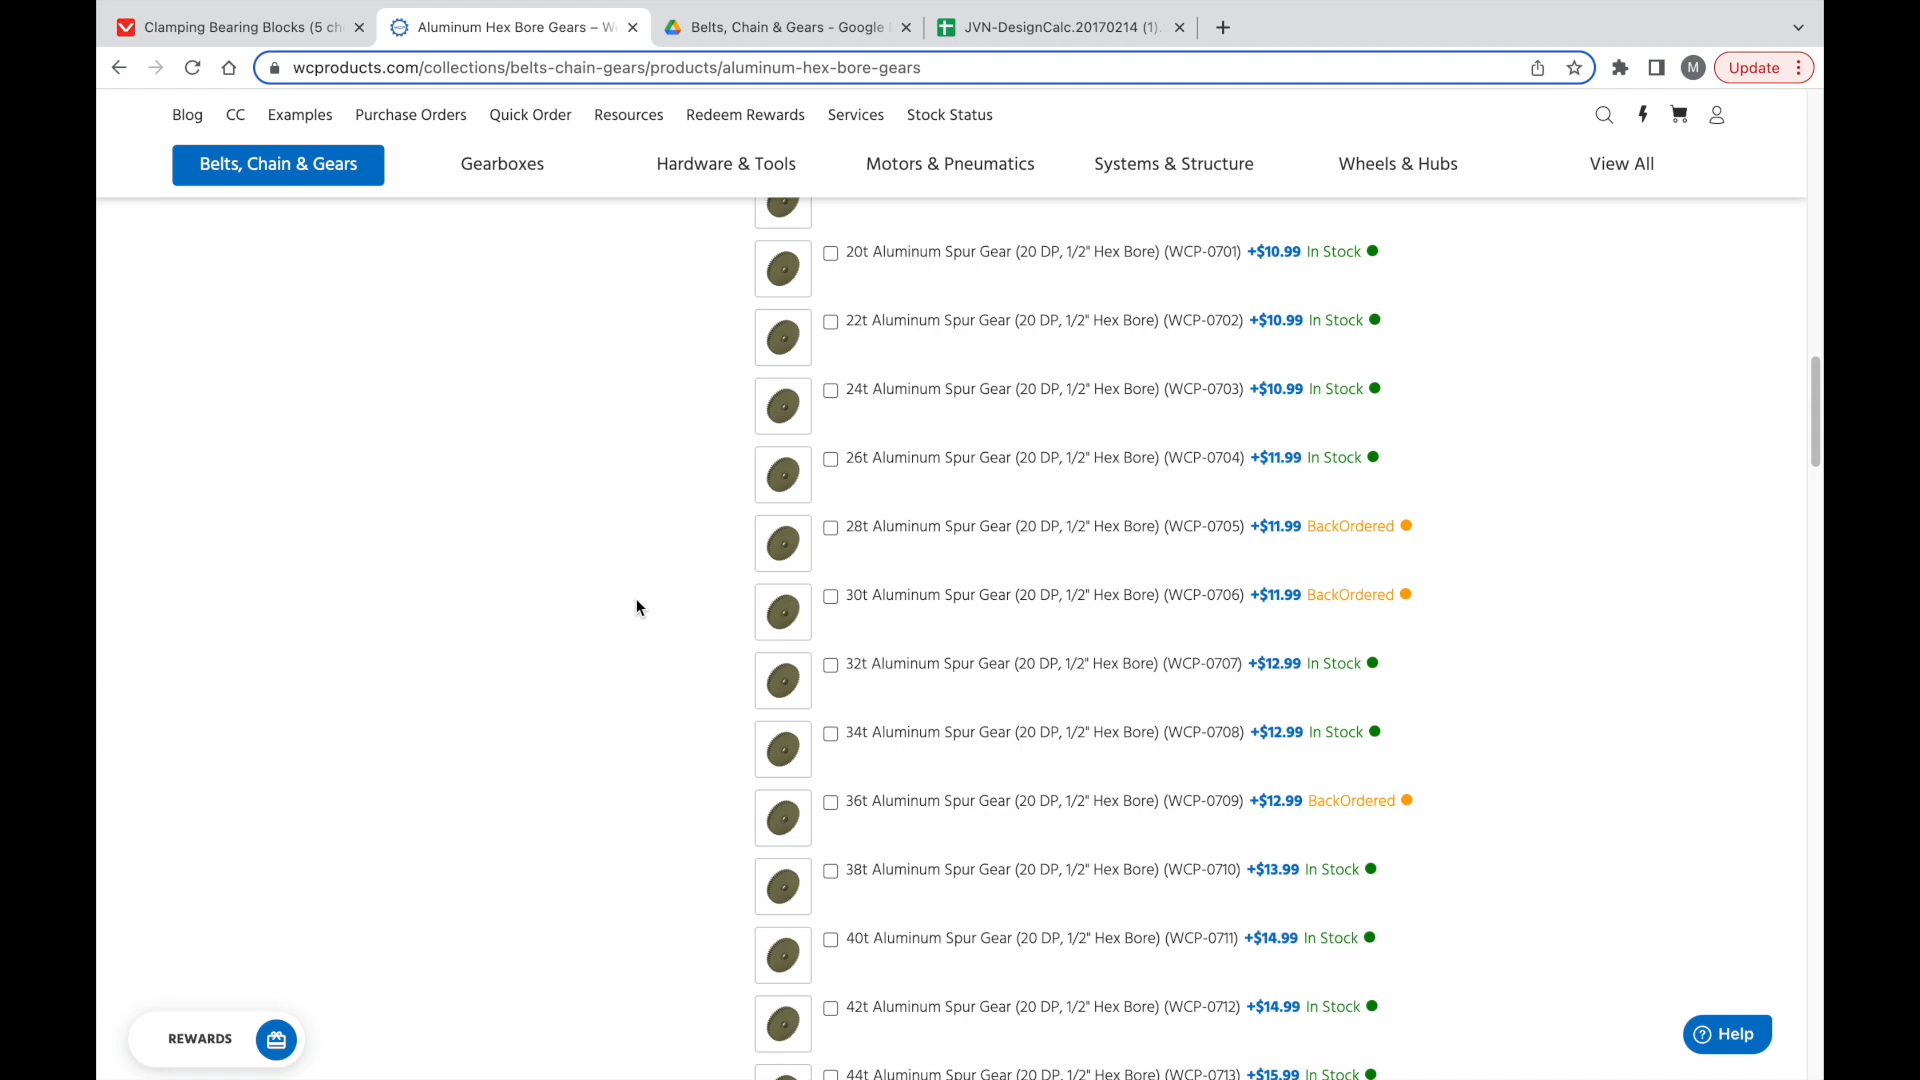 Clamping Bearing Blocks (5 ch
Aluminum Hex Bore Gears – W
Belts, Chain & Gears - Google
JVN-DesignCalc.20170214 (1).
wcproducts.com/collections/belts-chain-gears/products/aluminum-hex-bore-gears
M
Update
Blog CC Examples Purchase Orders Quick Order Resources Redeem Rewards Services Stock Status
Belts, Chain & Gears Gearboxes Hardware & Tools Motors & Pneumatics Systems & Structure Wheels & Hubs View All
20t Aluminum Spur Gear (20 DP, 1/2" Hex Bore) (WCP-0701) +$10.99 In Stock
22t Aluminum Spur Gear (20 DP, 1/2" Hex Bore) (WCP-0702) +$10.99 In Stock
24t Aluminum Spur Gear (20 DP, 1/2" Hex Bore) (WCP-0703) +$10.99 In Stock
26t Aluminum Spur Gear (20 DP, 1/2" Hex Bore) (WCP-0704) +$11.99 In Stock
28t Aluminum Spur Gear (20 DP, 1/2" Hex Bore) (WCP-0705) +$11.99 BackOrdered
30t Aluminum Spur Gear (20 DP, 1/2" Hex Bore) (WCP-0706) +$11.99 BackOrdered
32t Aluminum Spur Gear (20 DP, 1/2" Hex Bore) (WCP-0707) +$12.99 In Stock
34t Aluminum Spur Gear (20 DP, 1/2" Hex Bore) (WCP-0708) +$12.99 In Stock
36t Aluminum Spur Gear (20 DP, 1/2" Hex Bore) (WCP-0709) +$12.99 BackOrdered
38t Aluminum Spur Gear (20 DP, 1/2" Hex Bore) (WCP-0710) +$13.99 In Stock
40t Aluminum Spur Gear (20 DP, 1/2" Hex Bore) (WCP-0711) +$14.99 In Stock
42t Aluminum Spur Gear (20 DP, 1/2" Hex Bore) (WCP-0712) +$14.99 In Stock
44t Aluminum Spur Gear (20 DP, 1/2" Hex Bore) (WCP-0713) +$15.99 In Stock
REWARDS
Help